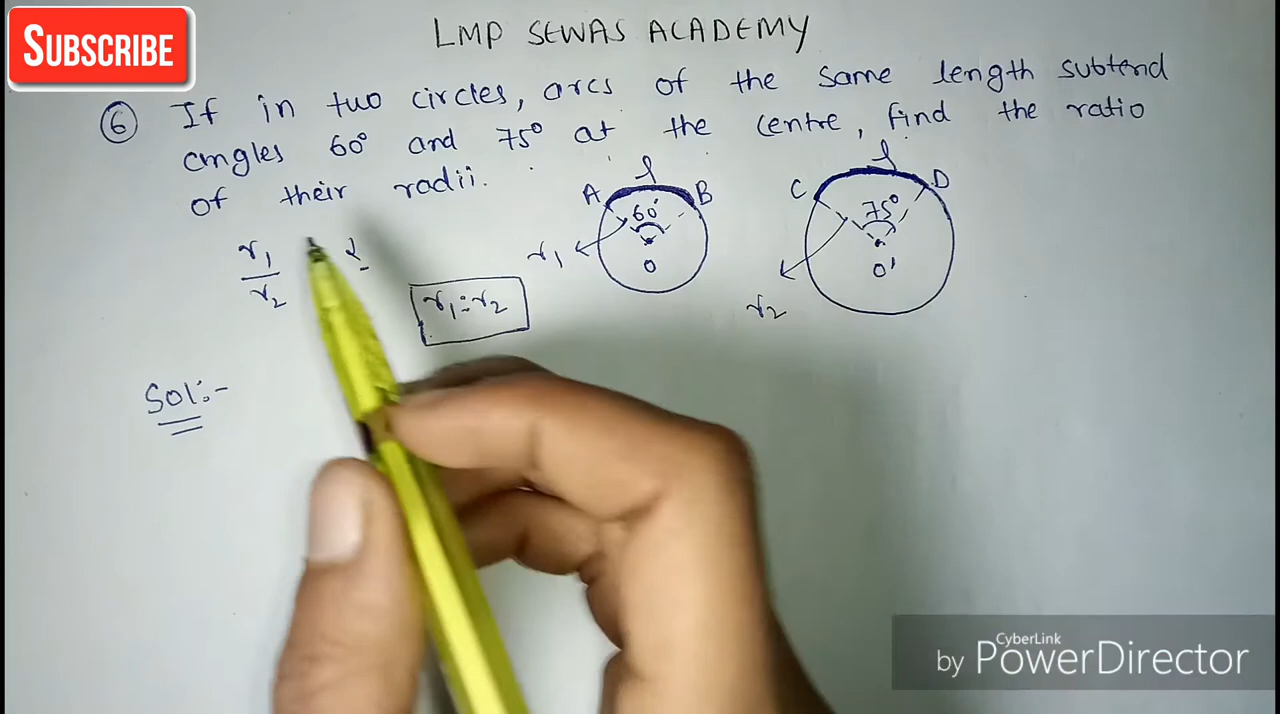 SUBSCRIBE
LMP SEWAS ACADEMY
6 If in two circles, arcs of the same length subtend
angles 60° and 75° at the centre, find the ratio
of their radii.
l
l
A
B
C
D
60°
75°
r1
O
O'
r2
r1
r2
?
r1:r2
Sol:-
CyberLink
by PowerDirector